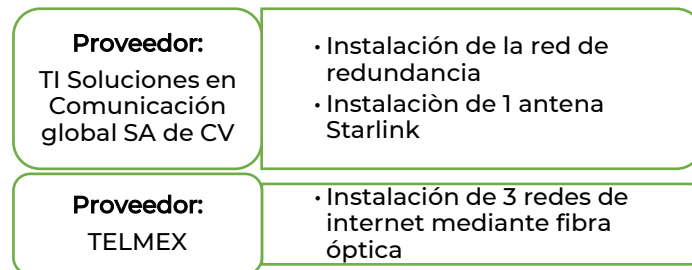 Proveedor:
TI Soluciones en
Comunicación
global SA de CV
• Instalación de la red de
redundancia
• Instalaciòn de 1 antena
Starlink
Proveedor:
TELMEX
• Instalación de 3 redes de
internet mediante fibra
óptica